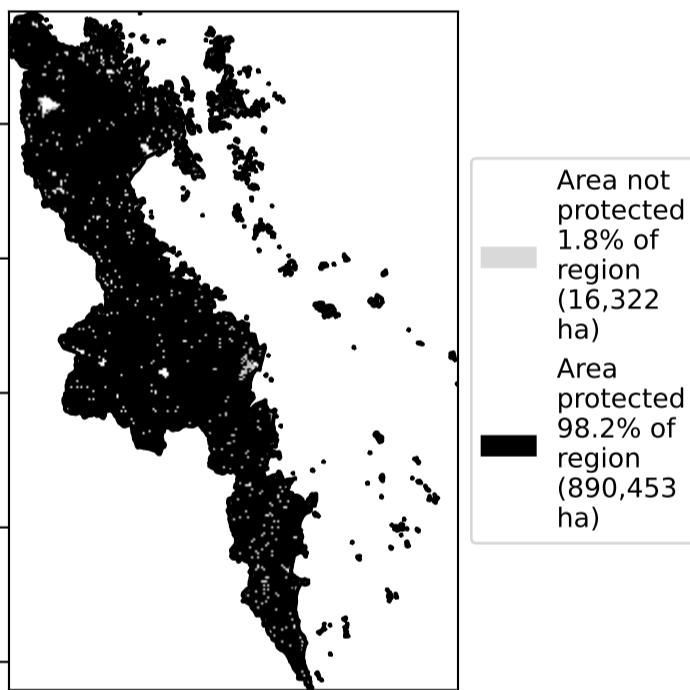 Area not
protected
1.8% of
region
(16,322
ha)
Area
protected
98.2% of
region
(890,453
ha)